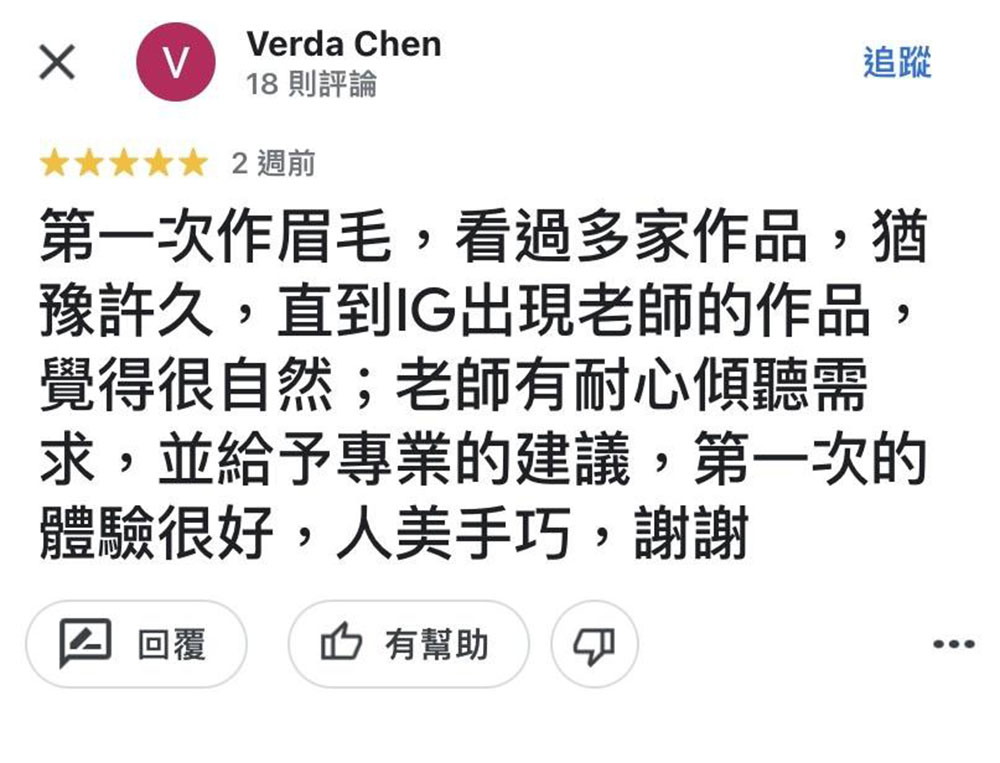 Verda Chen
18 則評論
追蹤
2 週前
第一次作眉毛，看過多家作品，猶
豫許久，直到IG出現老師的作品，
覺得很自然；老師有耐心傾聽需
求，並給予專業的建議，第一次的
體驗很好，人美手巧，謝謝
回覆
有幫助